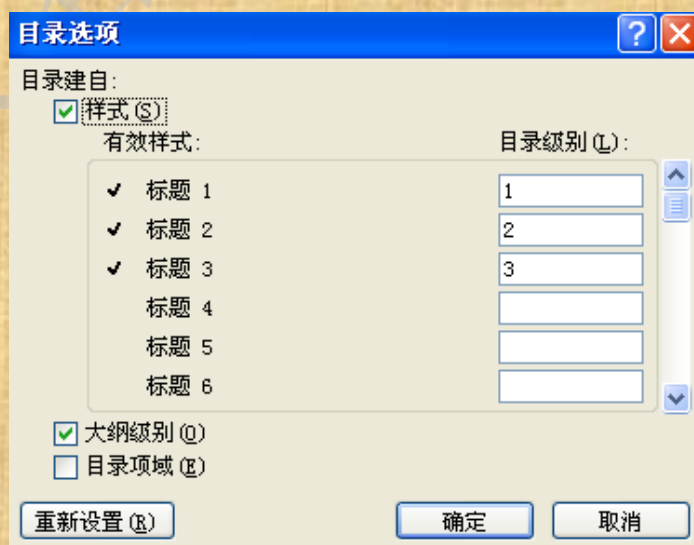 目录选项
目录建自:
样式(S)
有效样式: 目录级别(L):
标题 1 1
标题 2 2
标题 3 3
标题 4
标题 5
标题 6
大纲级别(O)
目录项域(E)
重新设置(R) 确定 取消